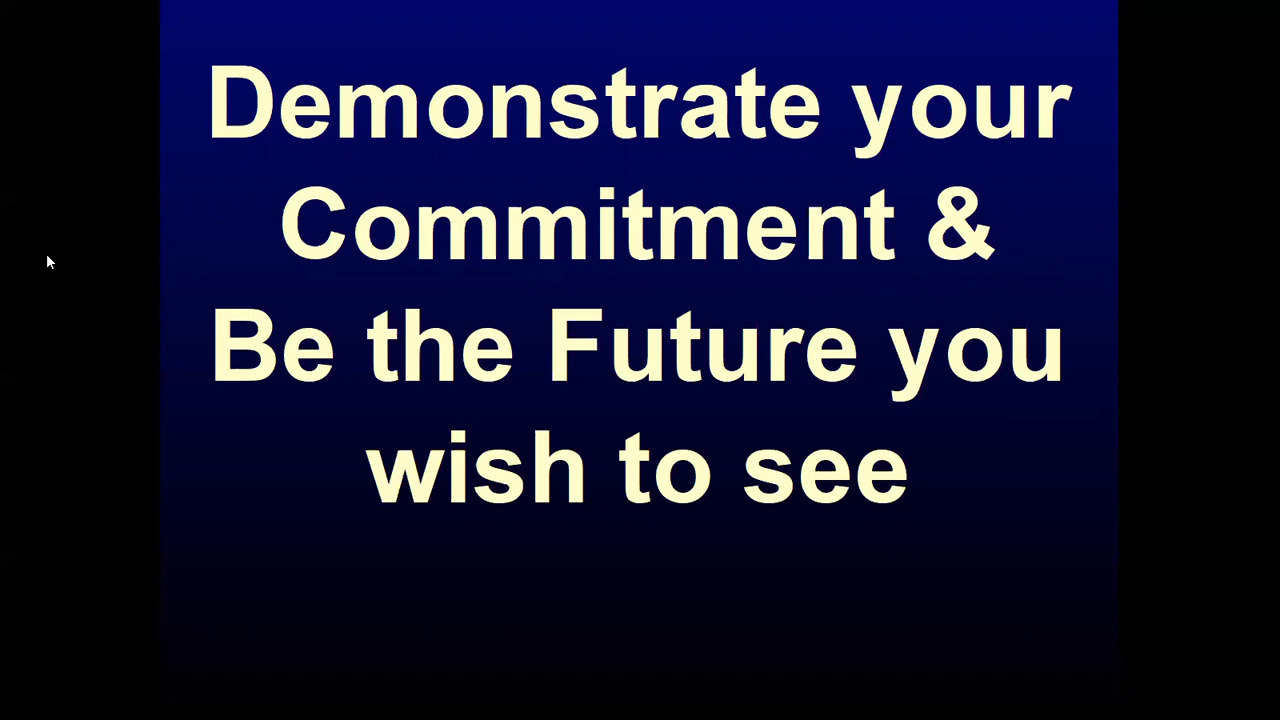 Demonstrate your
Commitment &
Be the Future you
wish to see